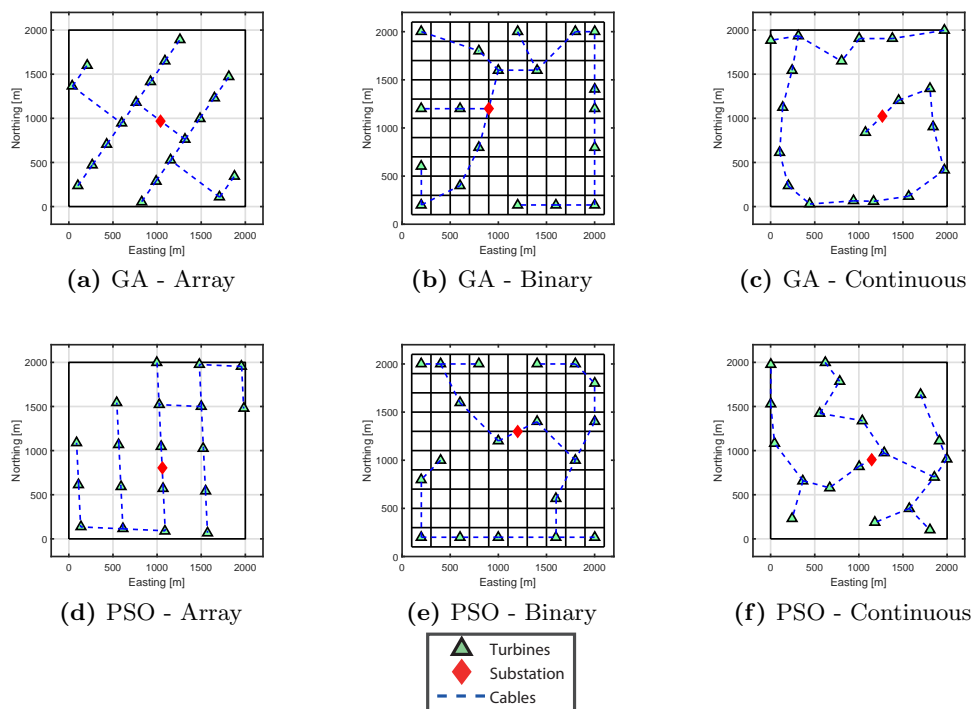 Northing [m]
2000
1500
1000
500
0
0 500 1000 1500 2000
Easting [m]
(a) GA - Array
Northing [m]
2000
1500
1000
500
0
0 500 1000 1500 2000
Easting [m]
(b) GA - Binary
Northing [m]
2000
1500
1000
500
0
0 500 1000 1500 2000
Easting [m]
(c) GA - Continuous
Northing [m]
2000
1500
1000
500
0
0 500 1000 1500 2000
Easting [m]
(d) PSO - Array
Northing [m]
2000
1500
1000
500
0
0 500 1000 1500 2000
Easting [m]
(e) PSO - Binary
Northing [m]
2000
1500
1000
500
0
0 500 1000 1500 2000
Easting [m]
(f) PSO - Continuous
Turbines
Substation
Cables